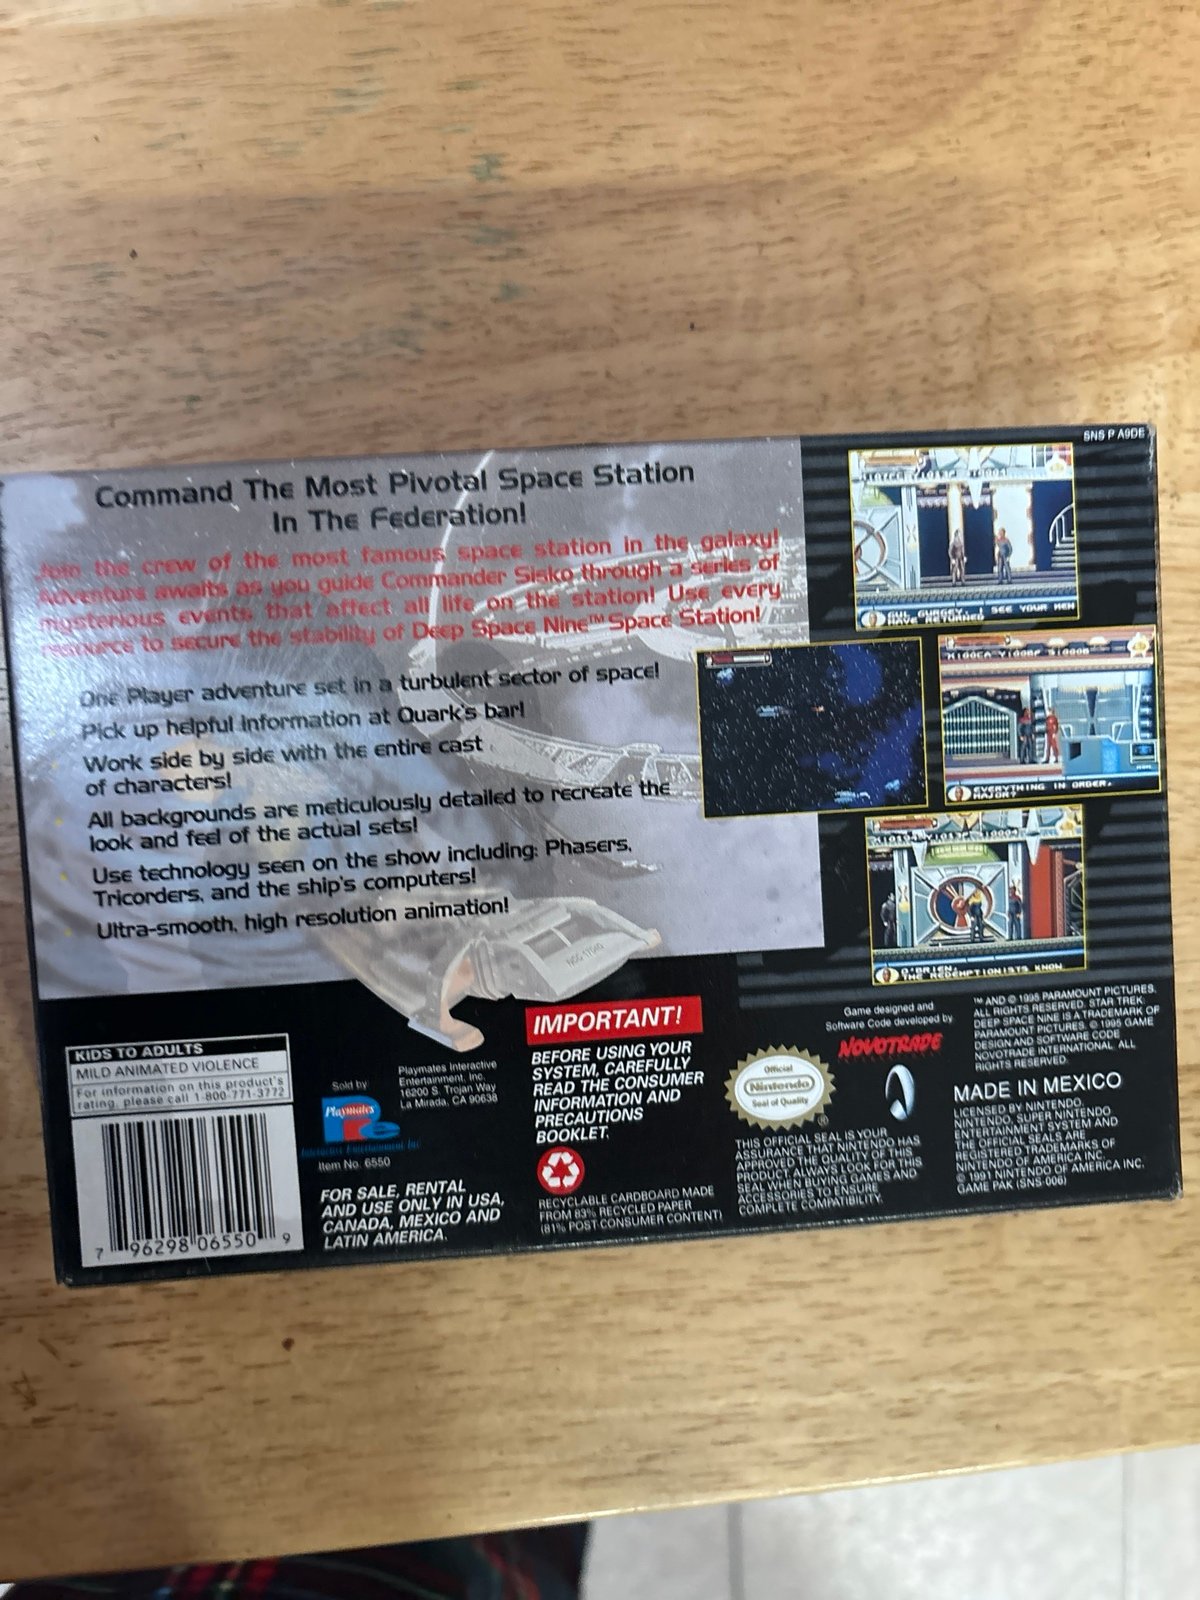 SNS P A9DE
Command The Most Pivotal Space Station
In The Federation!
Join the crew of the most famous space station in the galaxy!
Adventure awaits as you guide Commander Sisko through a series of
mysterious events that affect all life on the station! Use every
resource to secure the stability of Deep Space Nine™ Space Station!
One Player adventure set in a turbulent sector of space!
Pick up helpful information at Quark's bar!
Work side by side with the entire cast
of characters!
All backgrounds are meticulously detailed to recreate the
look and feel of the actual sets!
Use technology seen on the show including: Phasers,
Tricorders, and the ship's computers!
Ultra-smooth, high resolution animation!
I SEE YOUR MEN
HAVE RETURNED
EVERYTHING IN ORDER,
MAJOR?
O'BRIEN,
THE REDEMPTIONISTS KNOW
KIDS TO ADULTS
MILD ANIMATED VIOLENCE
For information on this product's
rating, please call 1-800-771-3772
7 96298 06550 9
Sold by
Playmates
Interactive Entertainment Inc
Item No. 6550
Playmates Interactive
Entertainment, Inc.
16200 S. Trojan Way
La Mirada, CA 90638
FOR SALE, RENTAL
AND USE ONLY IN USA,
CANADA, MEXICO AND
LATIN AMERICA.
IMPORTANT!
BEFORE USING YOUR
SYSTEM, CAREFULLY
READ THE CONSUMER
INFORMATION AND
PRECAUTIONS
BOOKLET.
RECYCLABLE CARDBOARD MADE
FROM 83% RECYCLED PAPER
(81% POST CONSUMER CONTENT)
Official
Nintendo
Seal of Quality
®
THIS OFFICIAL SEAL IS YOUR
ASSURANCE THAT NINTENDO HAS
APPROVED THE QUALITY OF THIS
PRODUCT. ALWAYS LOOK FOR THIS
SEAL WHEN BUYING GAMES AND
ACCESSORIES TO ENSURE
COMPLETE COMPATIBILITY.
Game designed and
Software Code developed by
NOVOTRADE
™ AND © 1995 PARAMOUNT PICTURES.
ALL RIGHTS RESERVED. STAR TREK:
DEEP SPACE NINE IS A TRADEMARK OF
PARAMOUNT PICTURES. © 1995 GAME
DESIGN AND SOFTWARE CODE
NOVOTRADE INTERNATIONAL. ALL
RIGHTS RESERVED.
MADE IN MEXICO
LICENSED BY NINTENDO.
NINTENDO, SUPER NINTENDO
ENTERTAINMENT SYSTEM AND
THE OFFICIAL SEALS ARE
REGISTERED TRADEMARKS OF
NINTENDO OF AMERICA INC.
© 1991 NINTENDO OF AMERICA INC.
GAME PAK (SNS-006)